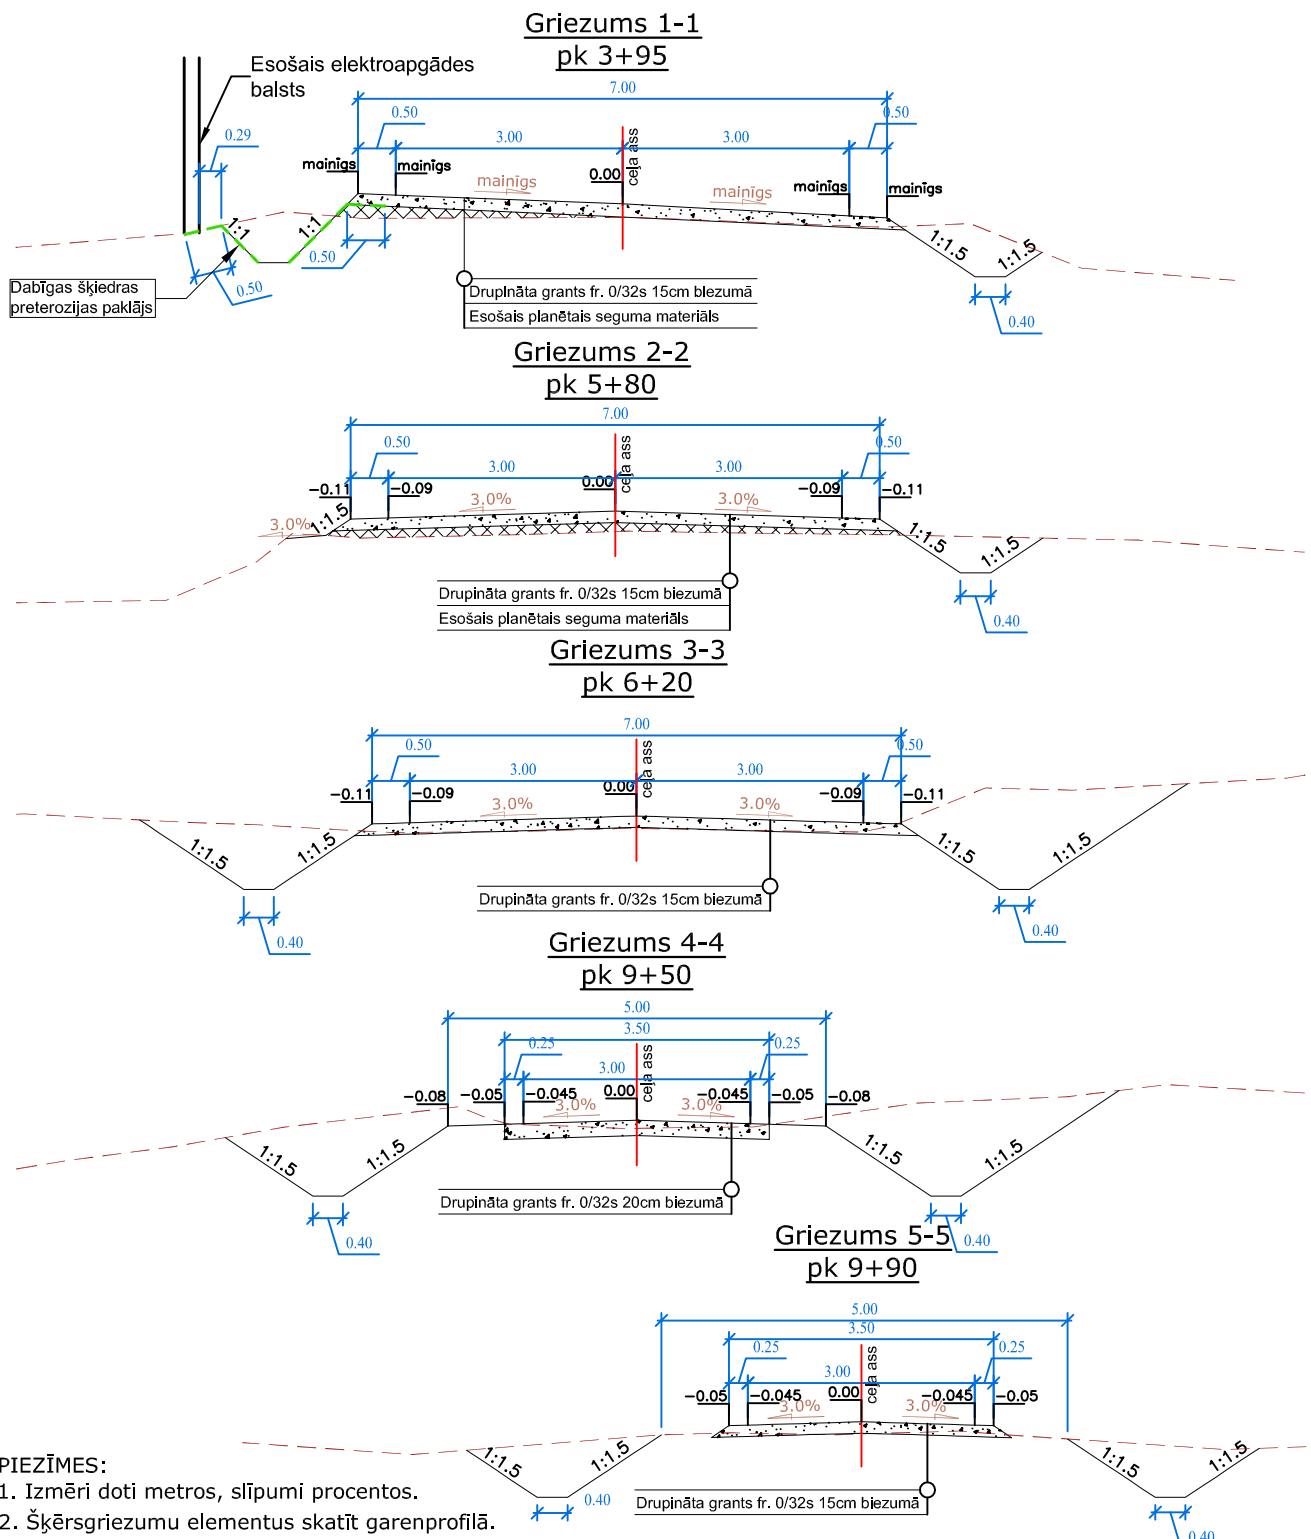 Griezums 1-1
pk 3+95
Esošais elektroapgādes
balsts
7.00
0.50
0.50
0.29
3.00
3.00
ceļa ass
mainīgs
mainīgs
0.00
mainīgs
mainīgs
mainīgs
mainīgs
1:1
1:1
1:1.5
1:1.5
0.50
0.50
0.40
Dabīgas šķiedras
preterozijas paklājs
Drupināta grants fr. 0/32s 15cm biezumā
Esošais planētais seguma materiāls
Griezums 2-2
pk 5+80
7.00
0.50
0.50
3.00
3.00
ceļa ass
-0.11
-0.09
0.00
-0.09
-0.11
3.0%
3.0%
3.0%
1:1.5
1:1.5
1:1.5
0.40
Drupināta grants fr. 0/32s 15cm biezumā
Esošais planētais seguma materiāls
Griezums 3-3
pk 6+20
7.00
0.50
0.50
3.00
3.00
ceļa ass
-0.11
-0.09
0.00
-0.09
-0.11
3.0%
3.0%
1:1.5
1:1.5
1:1.5
1:1.5
0.40
0.40
Drupināta grants fr. 0/32s 15cm biezumā
Griezums 4-4
pk 9+50
5.00
3.50
0.25
0.25
3.00
ceļa ass
-0.08
-0.05
-0.045
0.00
-0.045
-0.05
-0.08
3.0%
3.0%
1:1.5
1:1.5
1:1.5
1:1.5
0.40
0.40
Drupināta grants fr. 0/32s 20cm biezumā
Griezums 5-5
pk 9+90
5.00
3.50
0.25
0.25
3.00
ceļa ass
-0.05
-0.045
0.00
-0.045
-0.05
3.0%
3.0%
1:1.5
1:1.5
1:1.5
1:1.5
0.40
0.40
Drupināta grants fr. 0/32s 15cm biezumā
PIEZĪMES:
1. Izmēri doti metros, slīpumi procentos.
2. Šķērsgriezumu elementus skatīt garenprofilā.